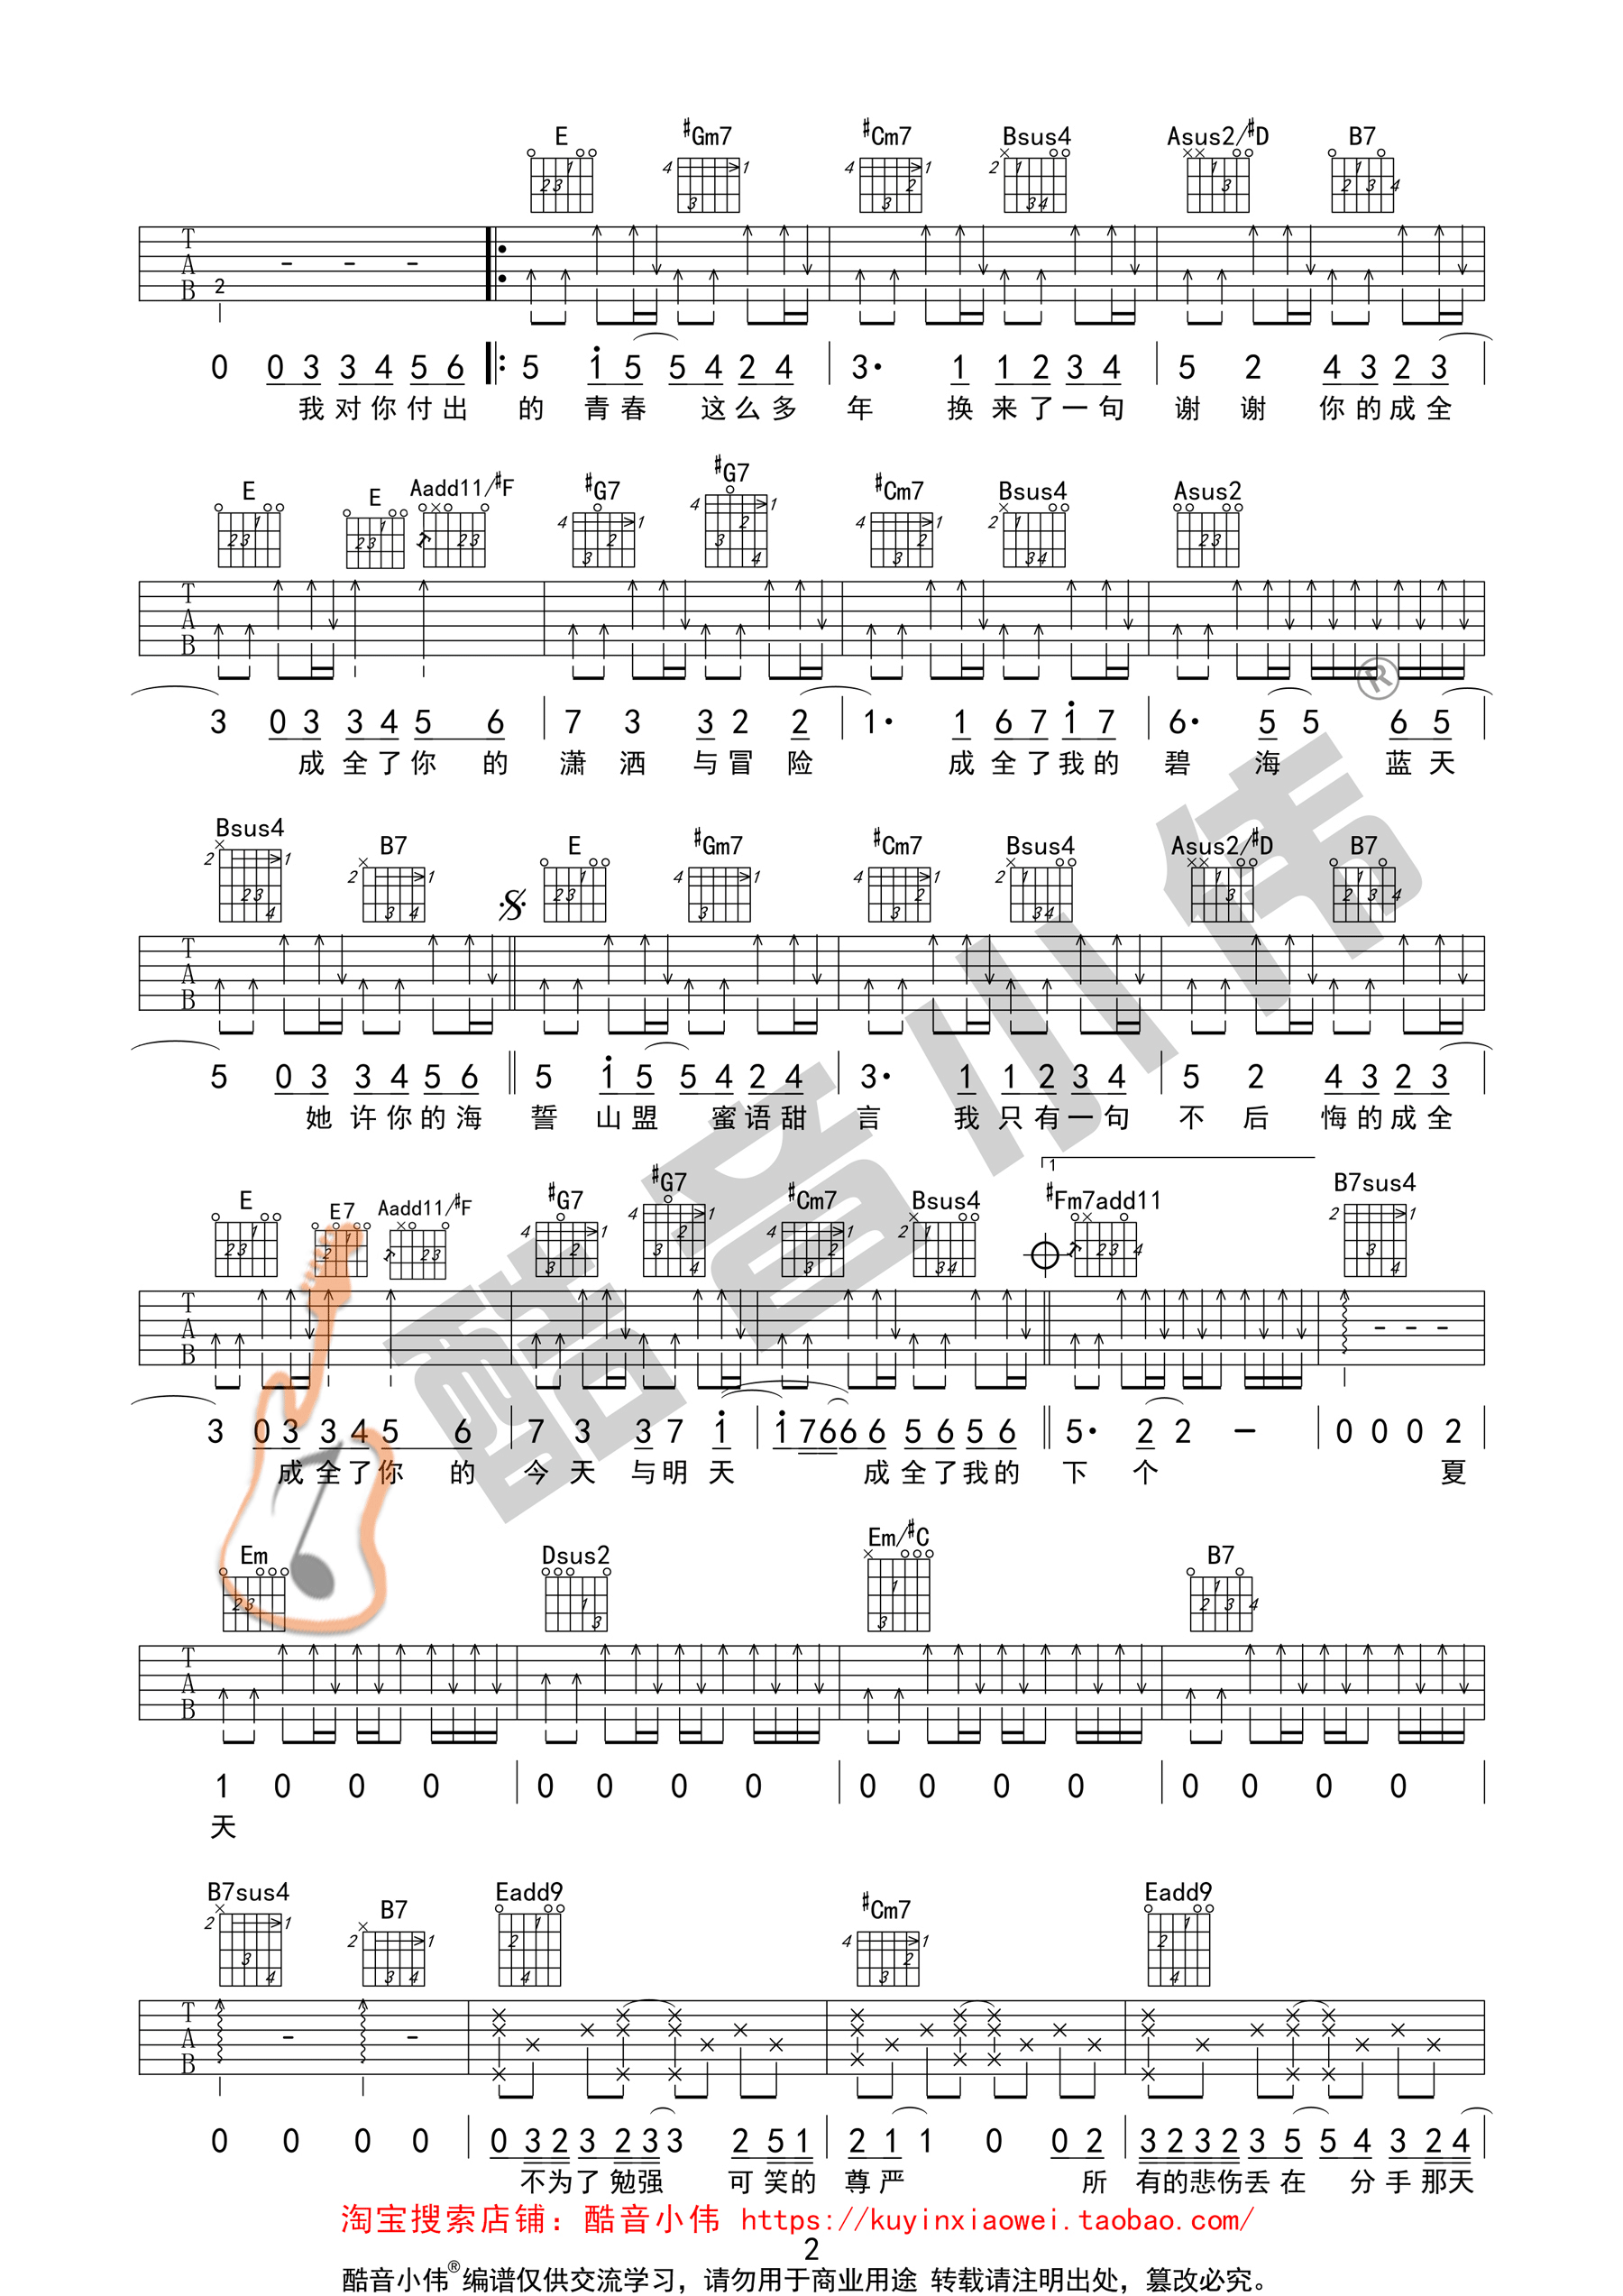 E #Gm7 #Cm7 Bsus4 Asus2/#D B7
T A B 2 - - -
0 0 3 3 4 5 6 5 i 5 5 4 2 4 3· 1 1 2 3 4 5 2 4 3 2 3
我对你付出 的 青春 这么多 年 换来了一句 谢 谢 你的成全
E E Aadd11/#F #G7 #G7 #Cm7 Bsus4 Asus2
T A B
3 0 3 3 4 5 6 7 3 3 2 2 1· 1 6 7 i 7 6· 5 5 6 5
成全了你 的 潇 洒 与冒 险 成全了我的 碧 海 蓝天
Bsus4 B7 E #Gm7 #Cm7 Bsus4 Asus2/#D B7
T A B
5 0 3 3 4 5 6 5 i 5 5 4 2 4 3· 1 1 2 3 4 5 2 4 3 2 3
她许你的海 誓 山盟 蜜语甜 言 我只有一句 不 后 悔的成全
1
E E7 Aadd11/#F #G7 #G7 #Cm7 Bsus4 #Fm7add11 B7sus4
T A B - - -
3 0 3 3 4 5 6 7 3 3 7 i i 7 6 6 6 5 6 5 6 5· 2 2 - 0 0 0 2
成全了你 的 今 天 与明 天 成全了我的 下 个 夏
Em Dsus2 Em/#C B7
T A B
1 0 0 0 0 0 0 0 0 0 0 0 0 0 0 0
天
B7sus4 B7 Eadd9 #Cm7 Eadd9
T A B - -
0 0 0 0 0 3 2 3 2 3 3 2 5 1 2 1 1 0 0 2 3 2 3 2 3 5 5 4 3 2 4
不为了勉强 可笑的 尊严 所 有的悲伤丢在 分手那天
淘宝搜索店铺：酷音小伟 https://kuyinxiaowei.taobao.com/
2
酷音小伟®编谱仅供交流学习，请勿用于商业用途 转载请注明出处，篡改必究。
酷音小伟®